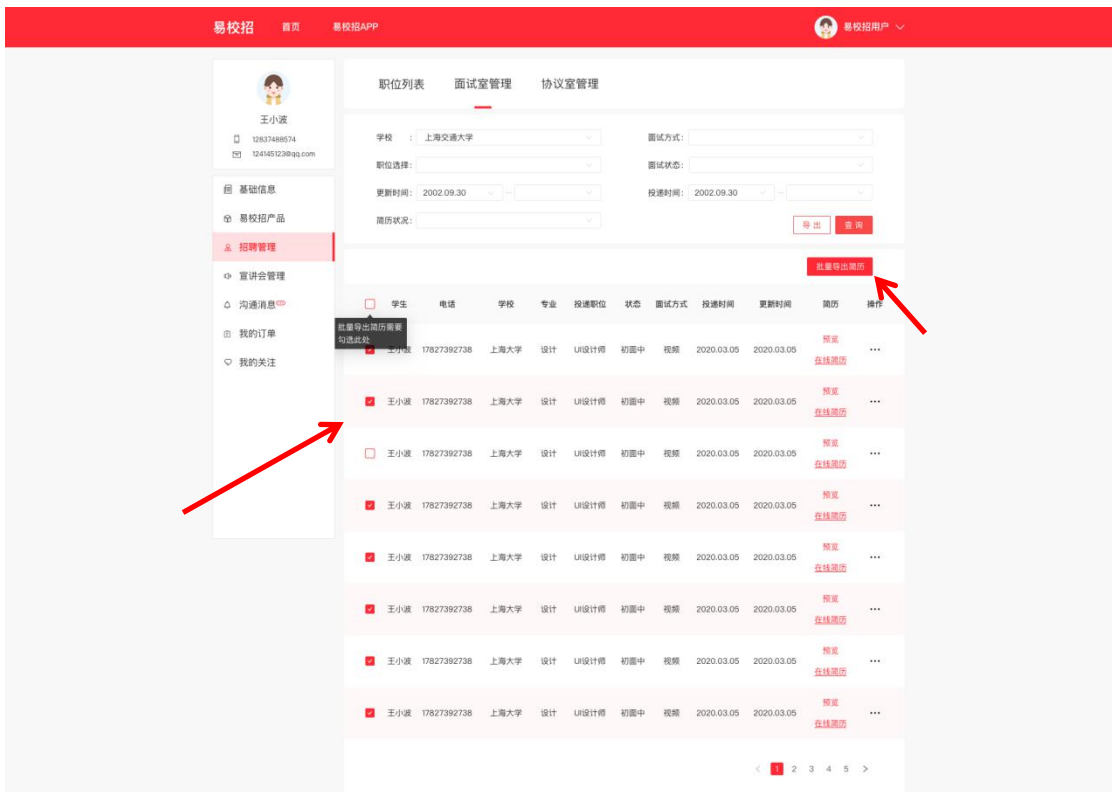 易校招 首页 易校招APP 易校招用户
王小波
12837488574
124145123@qq.com
基础信息
易校招产品
招聘管理
宣讲会管理
沟通消息
我的订单
我的关注
职位列表 面试室管理 协议室管理
学校 : 上海交通大学 面试方式:
职位选择: 面试状态:
更新时间: 2002.09.30 – 投递时间: 2002.09.30 –
简历状况:
导出 查询
批量导出简历
学生 电话 学校 专业 投递职位 状态 面试方式 投递时间 更新时间 简历 操作
批量导出简历需要
勾选此处
王小波 17827392738 上海大学 设计 UI设计师 初面中 视频 2020.03.05 2020.03.05 预览 ...
在线简历
王小波 17827392738 上海大学 设计 UI设计师 初面中 视频 2020.03.05 2020.03.05 预览 ...
在线简历
王小波 17827392738 上海大学 设计 UI设计师 初面中 视频 2020.03.05 2020.03.05 预览 ...
在线简历
王小波 17827392738 上海大学 设计 UI设计师 初面中 视频 2020.03.05 2020.03.05 预览 ...
在线简历
王小波 17827392738 上海大学 设计 UI设计师 初面中 视频 2020.03.05 2020.03.05 预览 ...
在线简历
王小波 17827392738 上海大学 设计 UI设计师 初面中 视频 2020.03.05 2020.03.05 预览 ...
在线简历
王小波 17827392738 上海大学 设计 UI设计师 初面中 视频 2020.03.05 2020.03.05 预览 ...
在线简历
王小波 17827392738 上海大学 设计 UI设计师 初面中 视频 2020.03.05 2020.03.05 预览 ...
在线简历
< 1 2 3 4 5 >